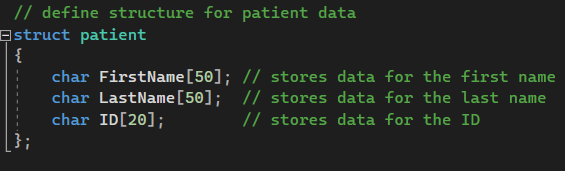 // define structure for patient data
struct patient
{
    char FirstName[50]; // stores data for the first name
    char LastName[50];  // stores data for the last name
    char ID[20];        // stores data for the ID
};